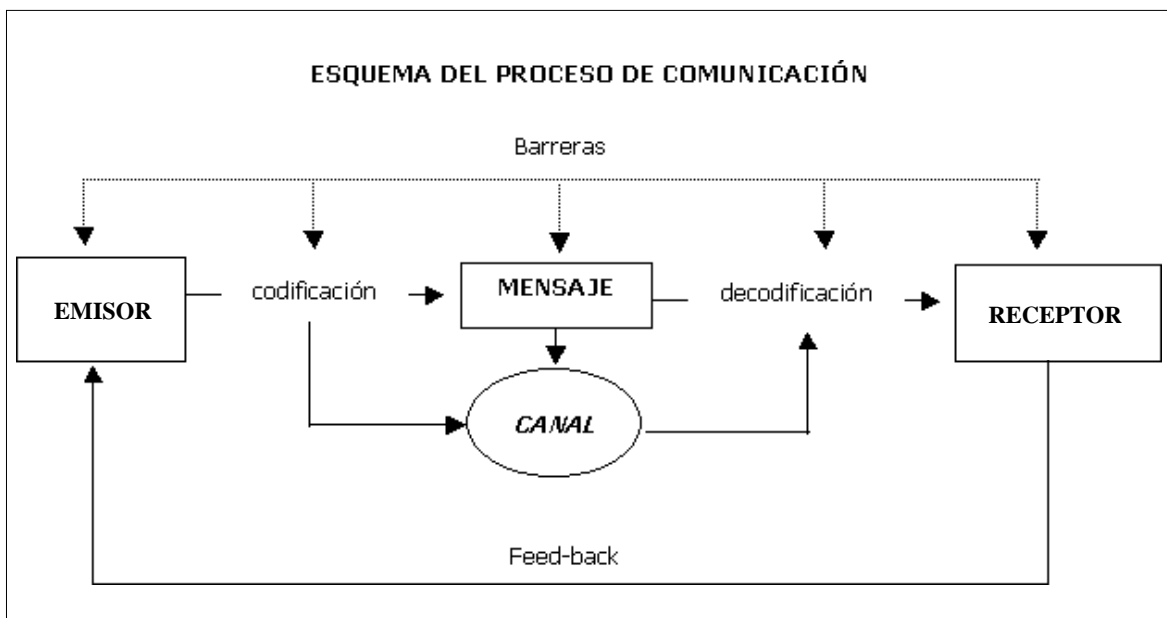 ESQUEMA DEL PROCESO DE COMUNICACIÓN
Barreras
EMISOR
codificación
MENSAJE
decodificación
RECEPTOR
CANAL
Feed-back